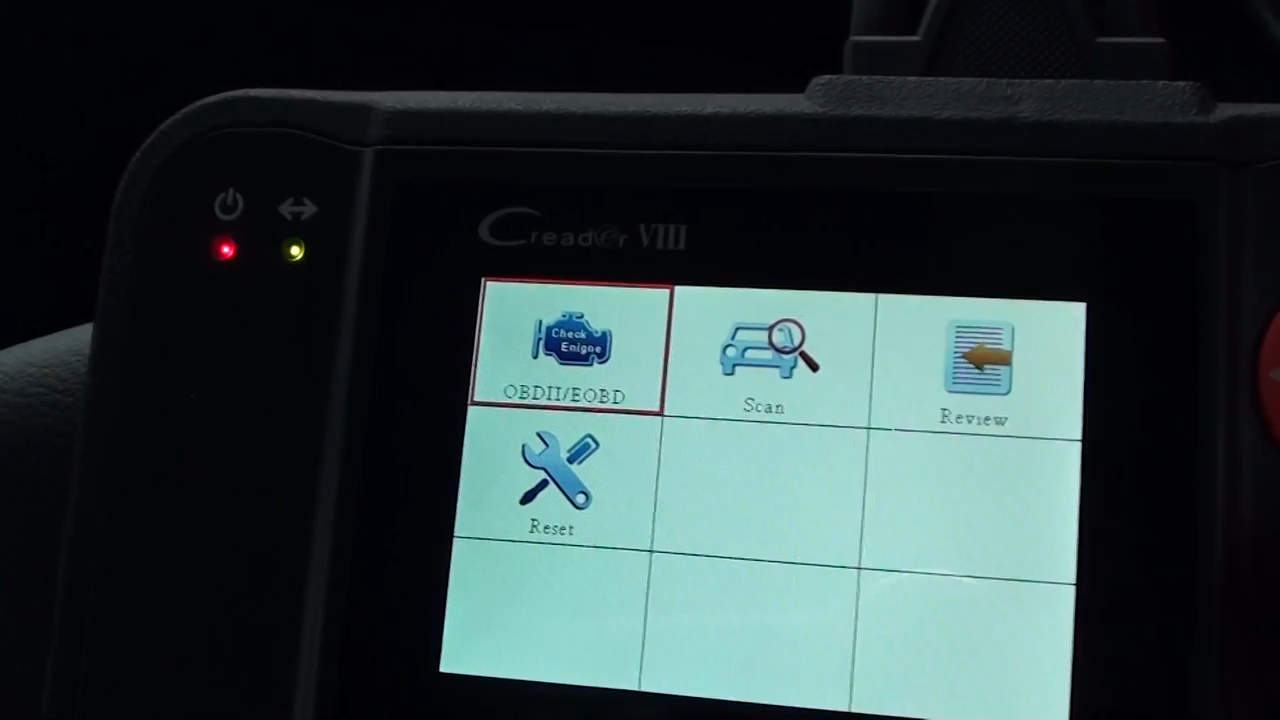 Creader VIII
Check
Enigne
OBDII/EOBD
Scan
Review
Reset